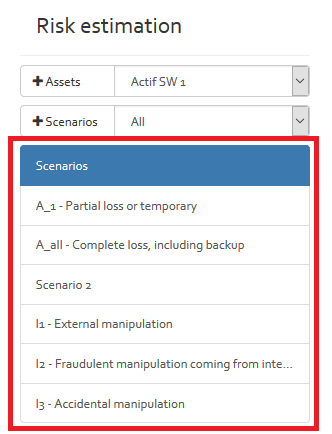 Risk estimation
+ Assets Actif SW 1
+ Scenarios All
Scenarios
A_1 - Partial loss or temporary
A_all - Complete loss, including backup
Scenario 2
I1 - External manipulation
I2 - Fraudulent manipulation coming from inte...
I3 - Accidental manipulation